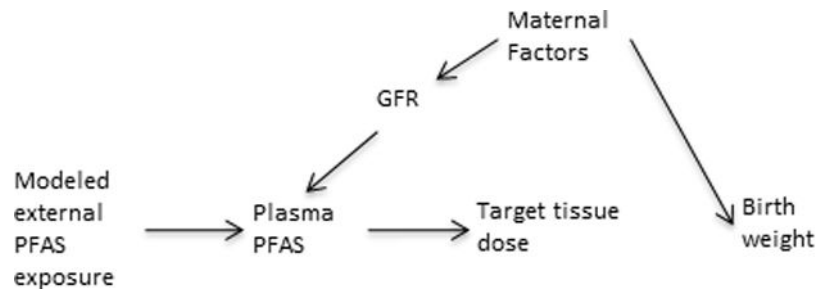 Maternal
Factors
GFR
Modeled
external
PFAS
exposure
Plasma
PFAS
Target tissue
dose
Birth
weight